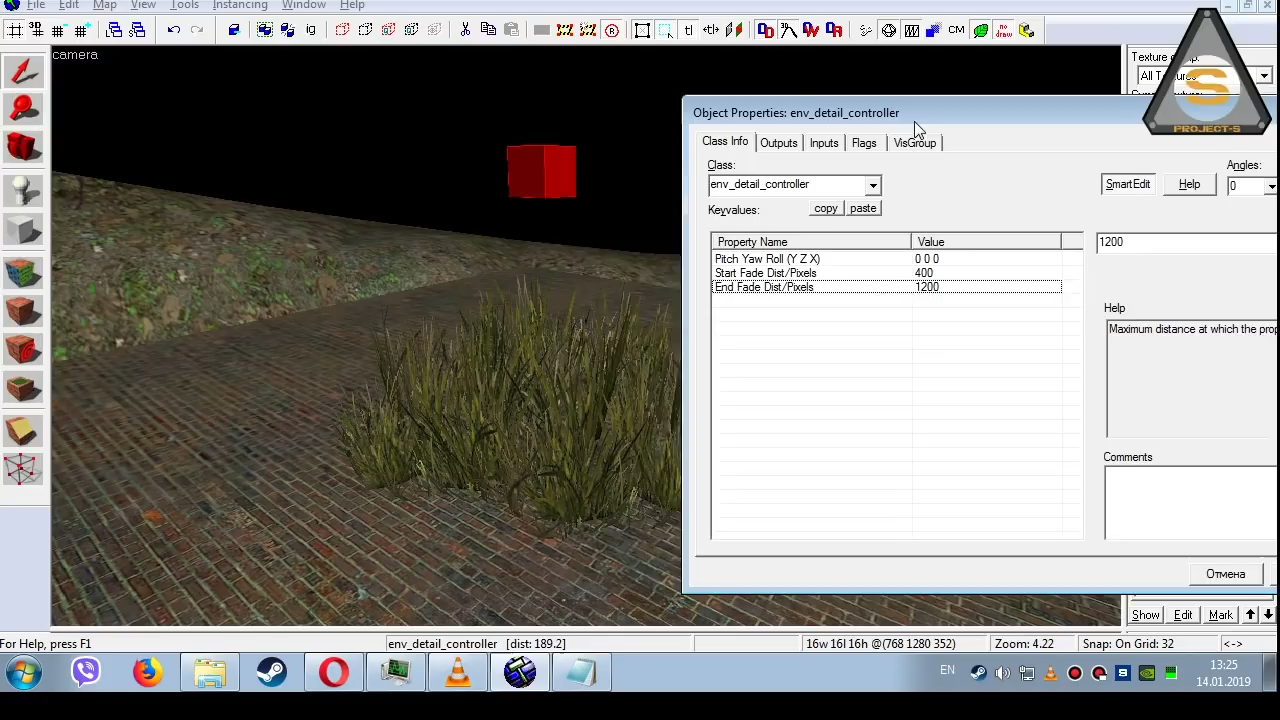 File Edit Map View Tools Instancing Window Help
camera
Object Properties: env_detail_controller
PROJECT-S
Class Info Outputs Inputs Flags VisGroup
Class:
env_detail_controller
SmartEdit Help
Angles:
0
Keyvalues: copy paste
Property Name Value
1200
Pitch Yaw Roll (Y Z X) 0 0 0
Start Fade Dist/Pixels 400
End Fade Dist/Pixels 1200
Help
Maximum distance at which the prop
Comments
Отмена
Show Edit Mark
For Help, press F1 env_detail_controller [dist: 189.2] 16w 16l 16h @(768 1280 352) Zoom: 4.22 Snap: On Grid: 32 <->
EN 13:25
14.01.2019